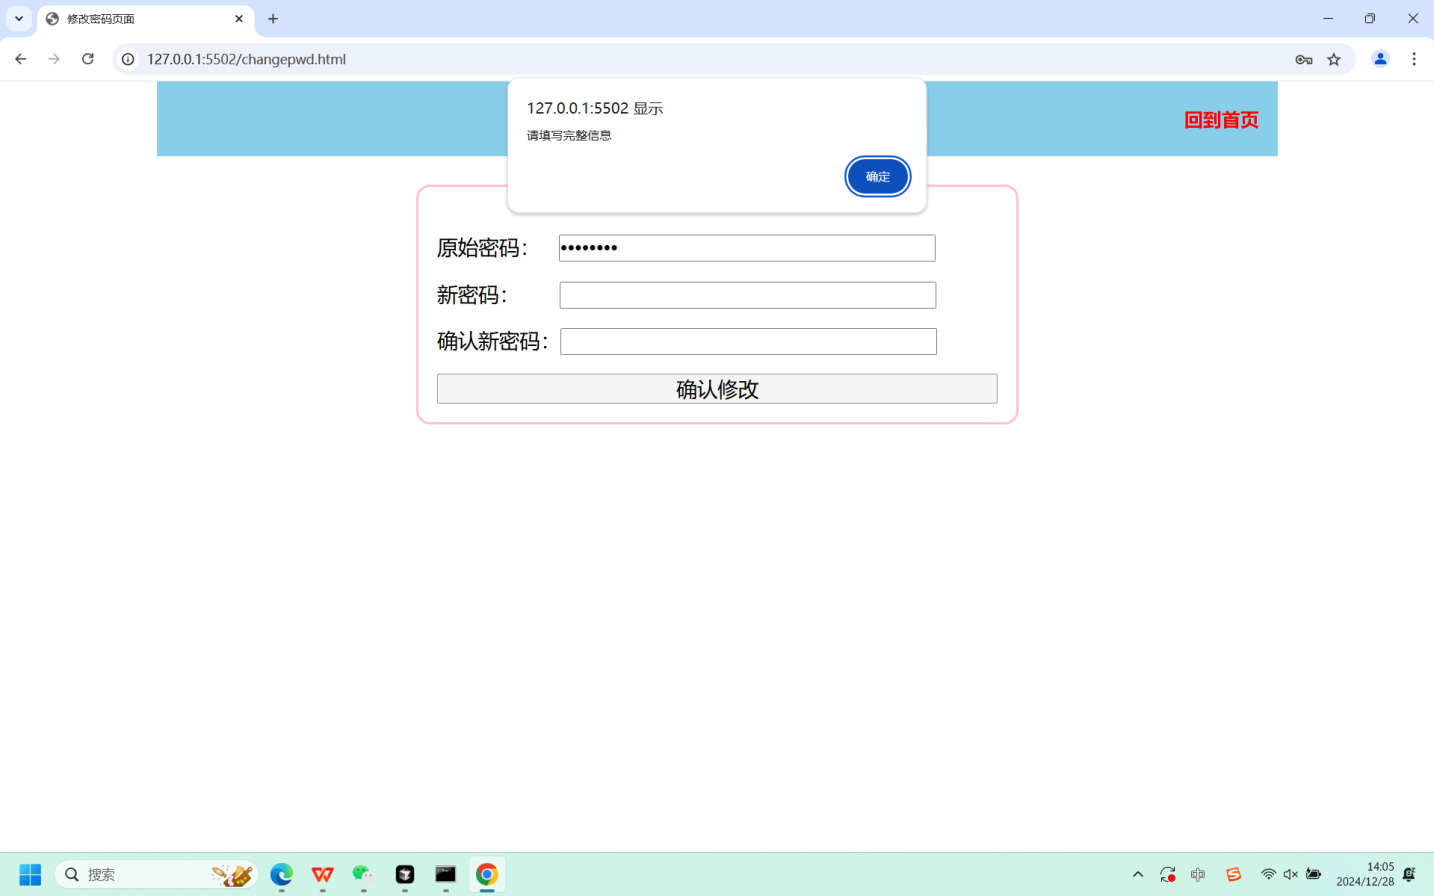 修改密码页面
127.0.0.1:5502/changepwd.html
127.0.0.1:5502 显示
请填写完整信息
确定
回到首页
原始密码：
••••••••
新密码：
确认新密码：
确认修改
搜索
中
14:05
2024/12/28